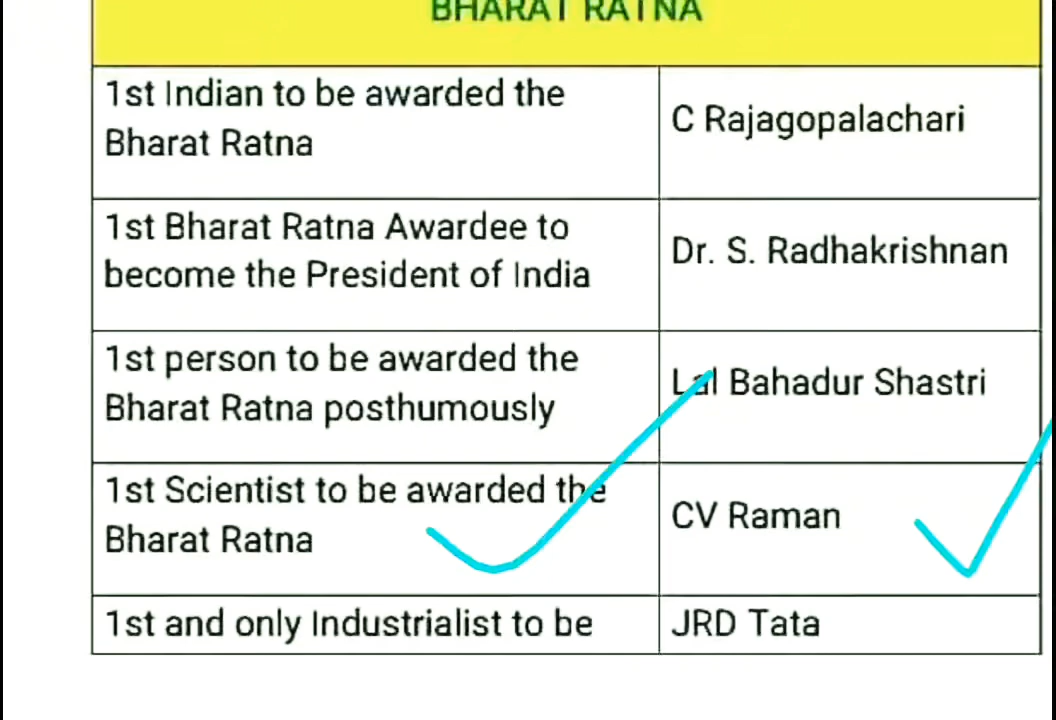 BHARAT RATNA
1st Indian to be awarded the
Bharat Ratna
C Rajagopalachari
1st Bharat Ratna Awardee to
become the President of India
Dr. S. Radhakrishnan
1st person to be awarded the
Bharat Ratna posthumously
Lal Bahadur Shastri
1st Scientist to be awarded the
Bharat Ratna
CV Raman
1st and only Industrialist to be
JRD Tata